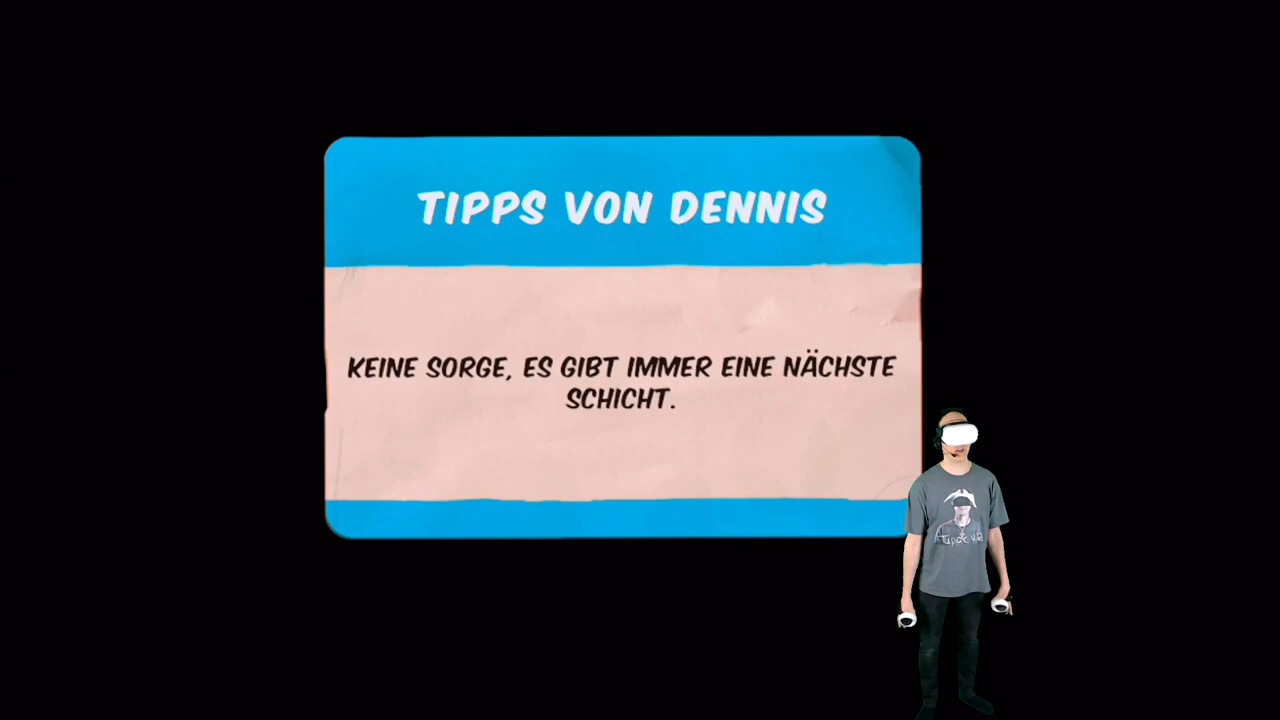 TIPPS VON DENNIS
KEINE SORGE, ES GIBT IMMER EINE NÄCHSTE
SCHICHT.